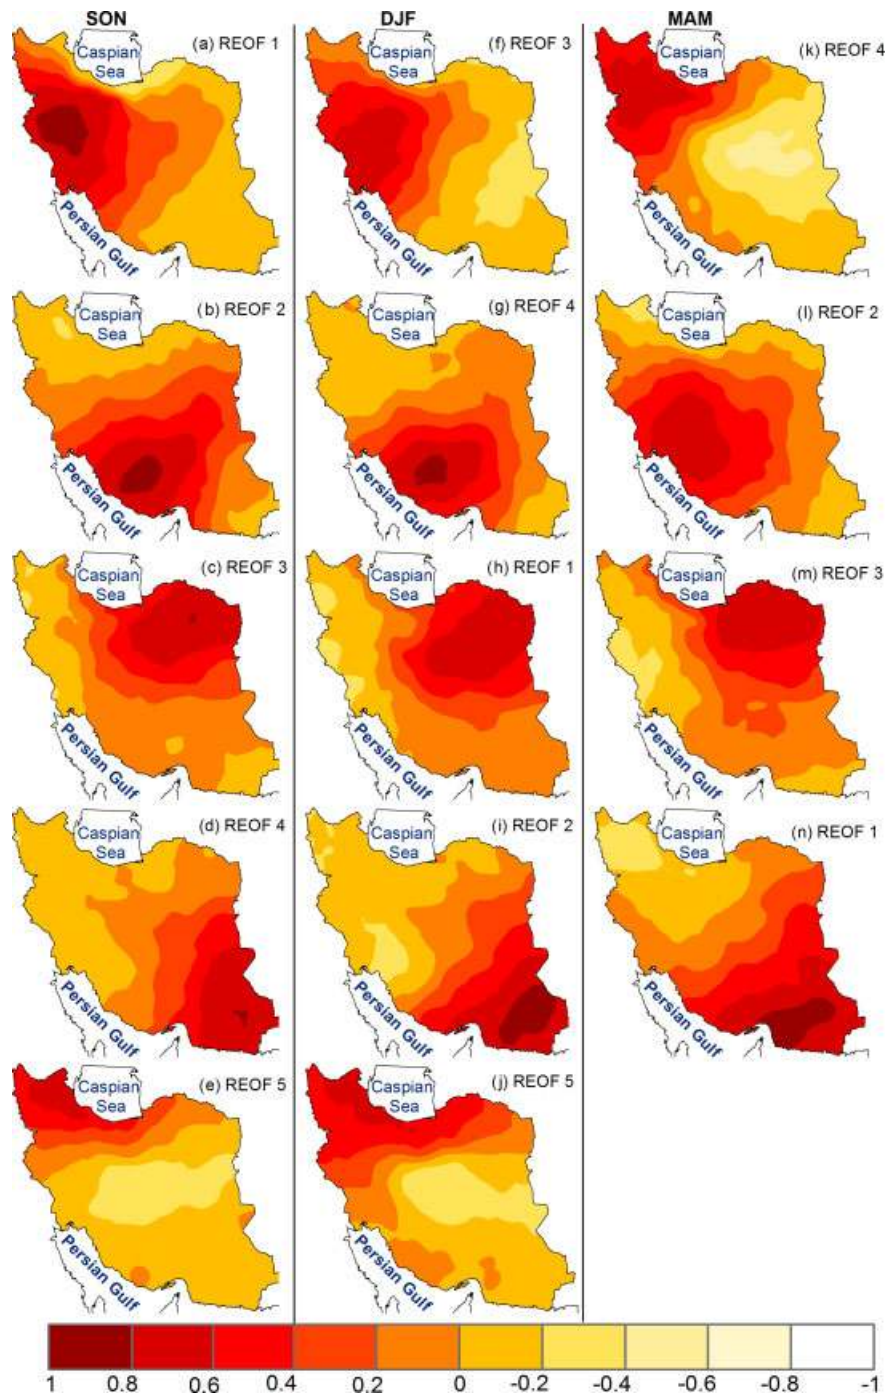 SON
DJF
MAM
(a) REOF 1
Caspian
Sea
Persian Gulf
(f) REOF 3
Caspian
Sea
Persian Gulf
(k) REOF 4
Caspian
Sea
Persian Gulf
(b) REOF 2
Caspian
Sea
Persian Gulf
(g) REOF 4
Caspian
Sea
Persian Gulf
(l) REOF 2
Caspian
Sea
Persian Gulf
(c) REOF 3
Caspian
Sea
Persian Gulf
(h) REOF 1
Caspian
Sea
Persian Gulf
(m) REOF 3
Caspian
Sea
Persian Gulf
(d) REOF 4
Caspian
Sea
Persian Gulf
(i) REOF 2
Caspian
Sea
Persian Gulf
(n) REOF 1
Caspian
Sea
Persian Gulf
(e) REOF 5
Caspian
Sea
Persian Gulf
(j) REOF 5
Caspian
Sea
Persian Gulf
1 0.8 0.6 0.4 0.2 0 -0.2 -0.4 -0.6 -0.8 -1